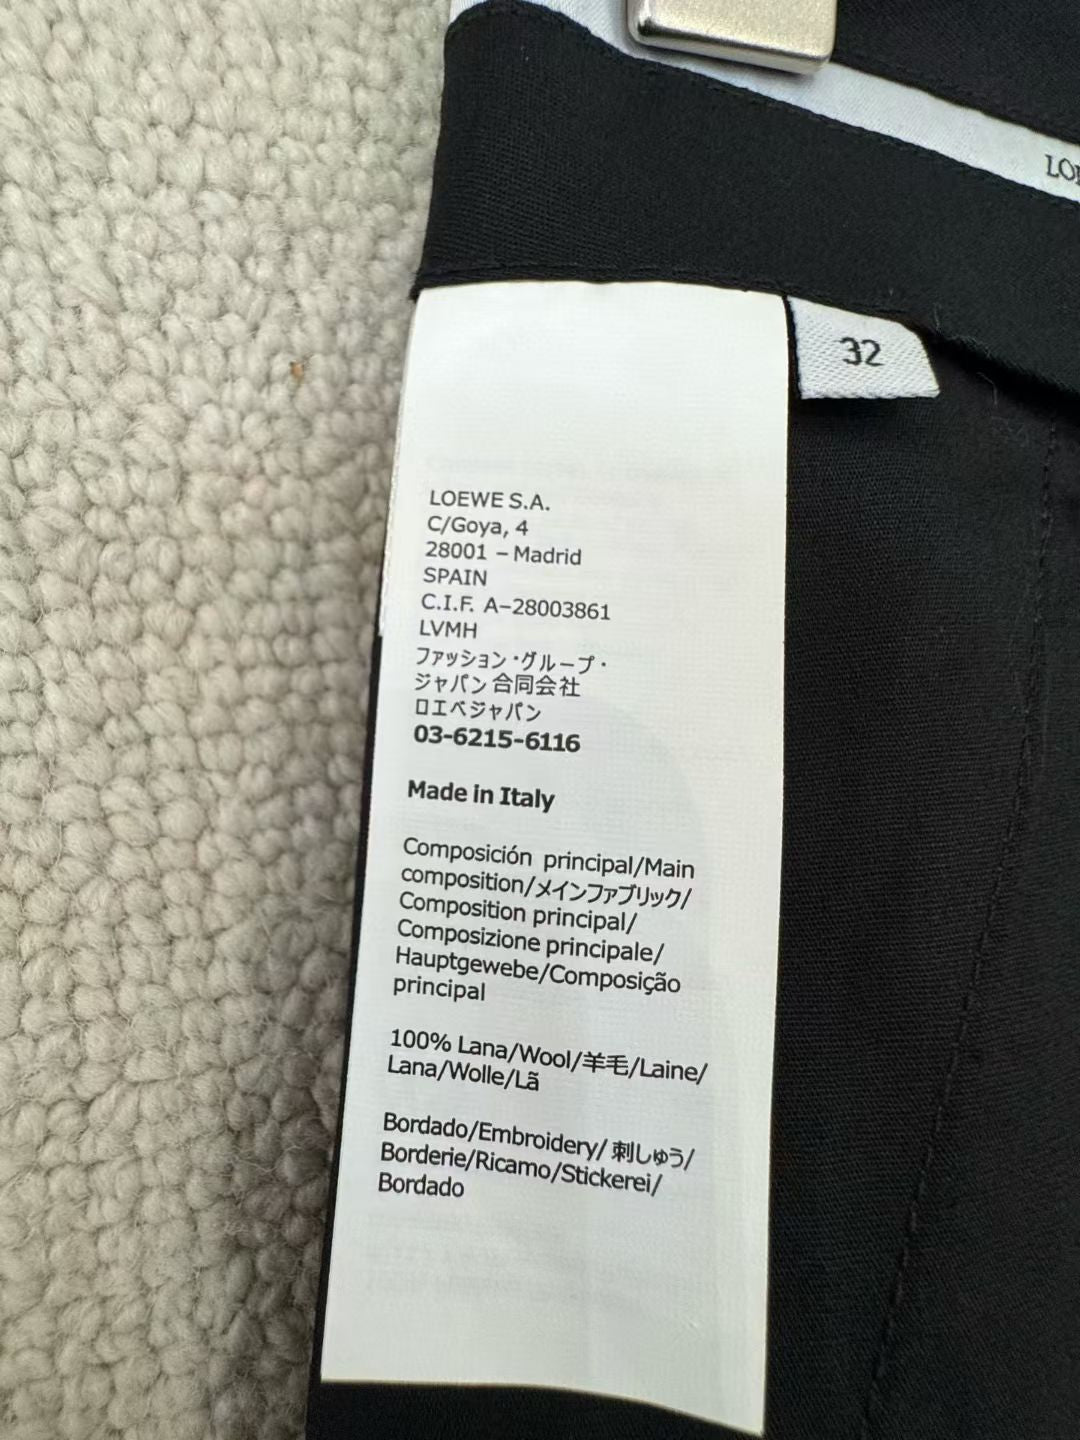 32
LOEWE S.A.
C/Goya, 4
28001 – Madrid
SPAIN
C.I.F. A–28003861
LVMH
ファッション・グループ・
ジャパン合同会社
ロエベジャパン
03-6215-6116
Made in Italy
Composición principal/Main
composition/メインファブリック/
Composition principal/
Composizione principale/
Hauptgewebe/Composição
principal
100% Lana/Wool/羊毛/Laine/
Lana/Wolle/Lã
Bordado/Embroidery/刺しゅう/
Borderie/Ricamo/Stickerei/
Bordado